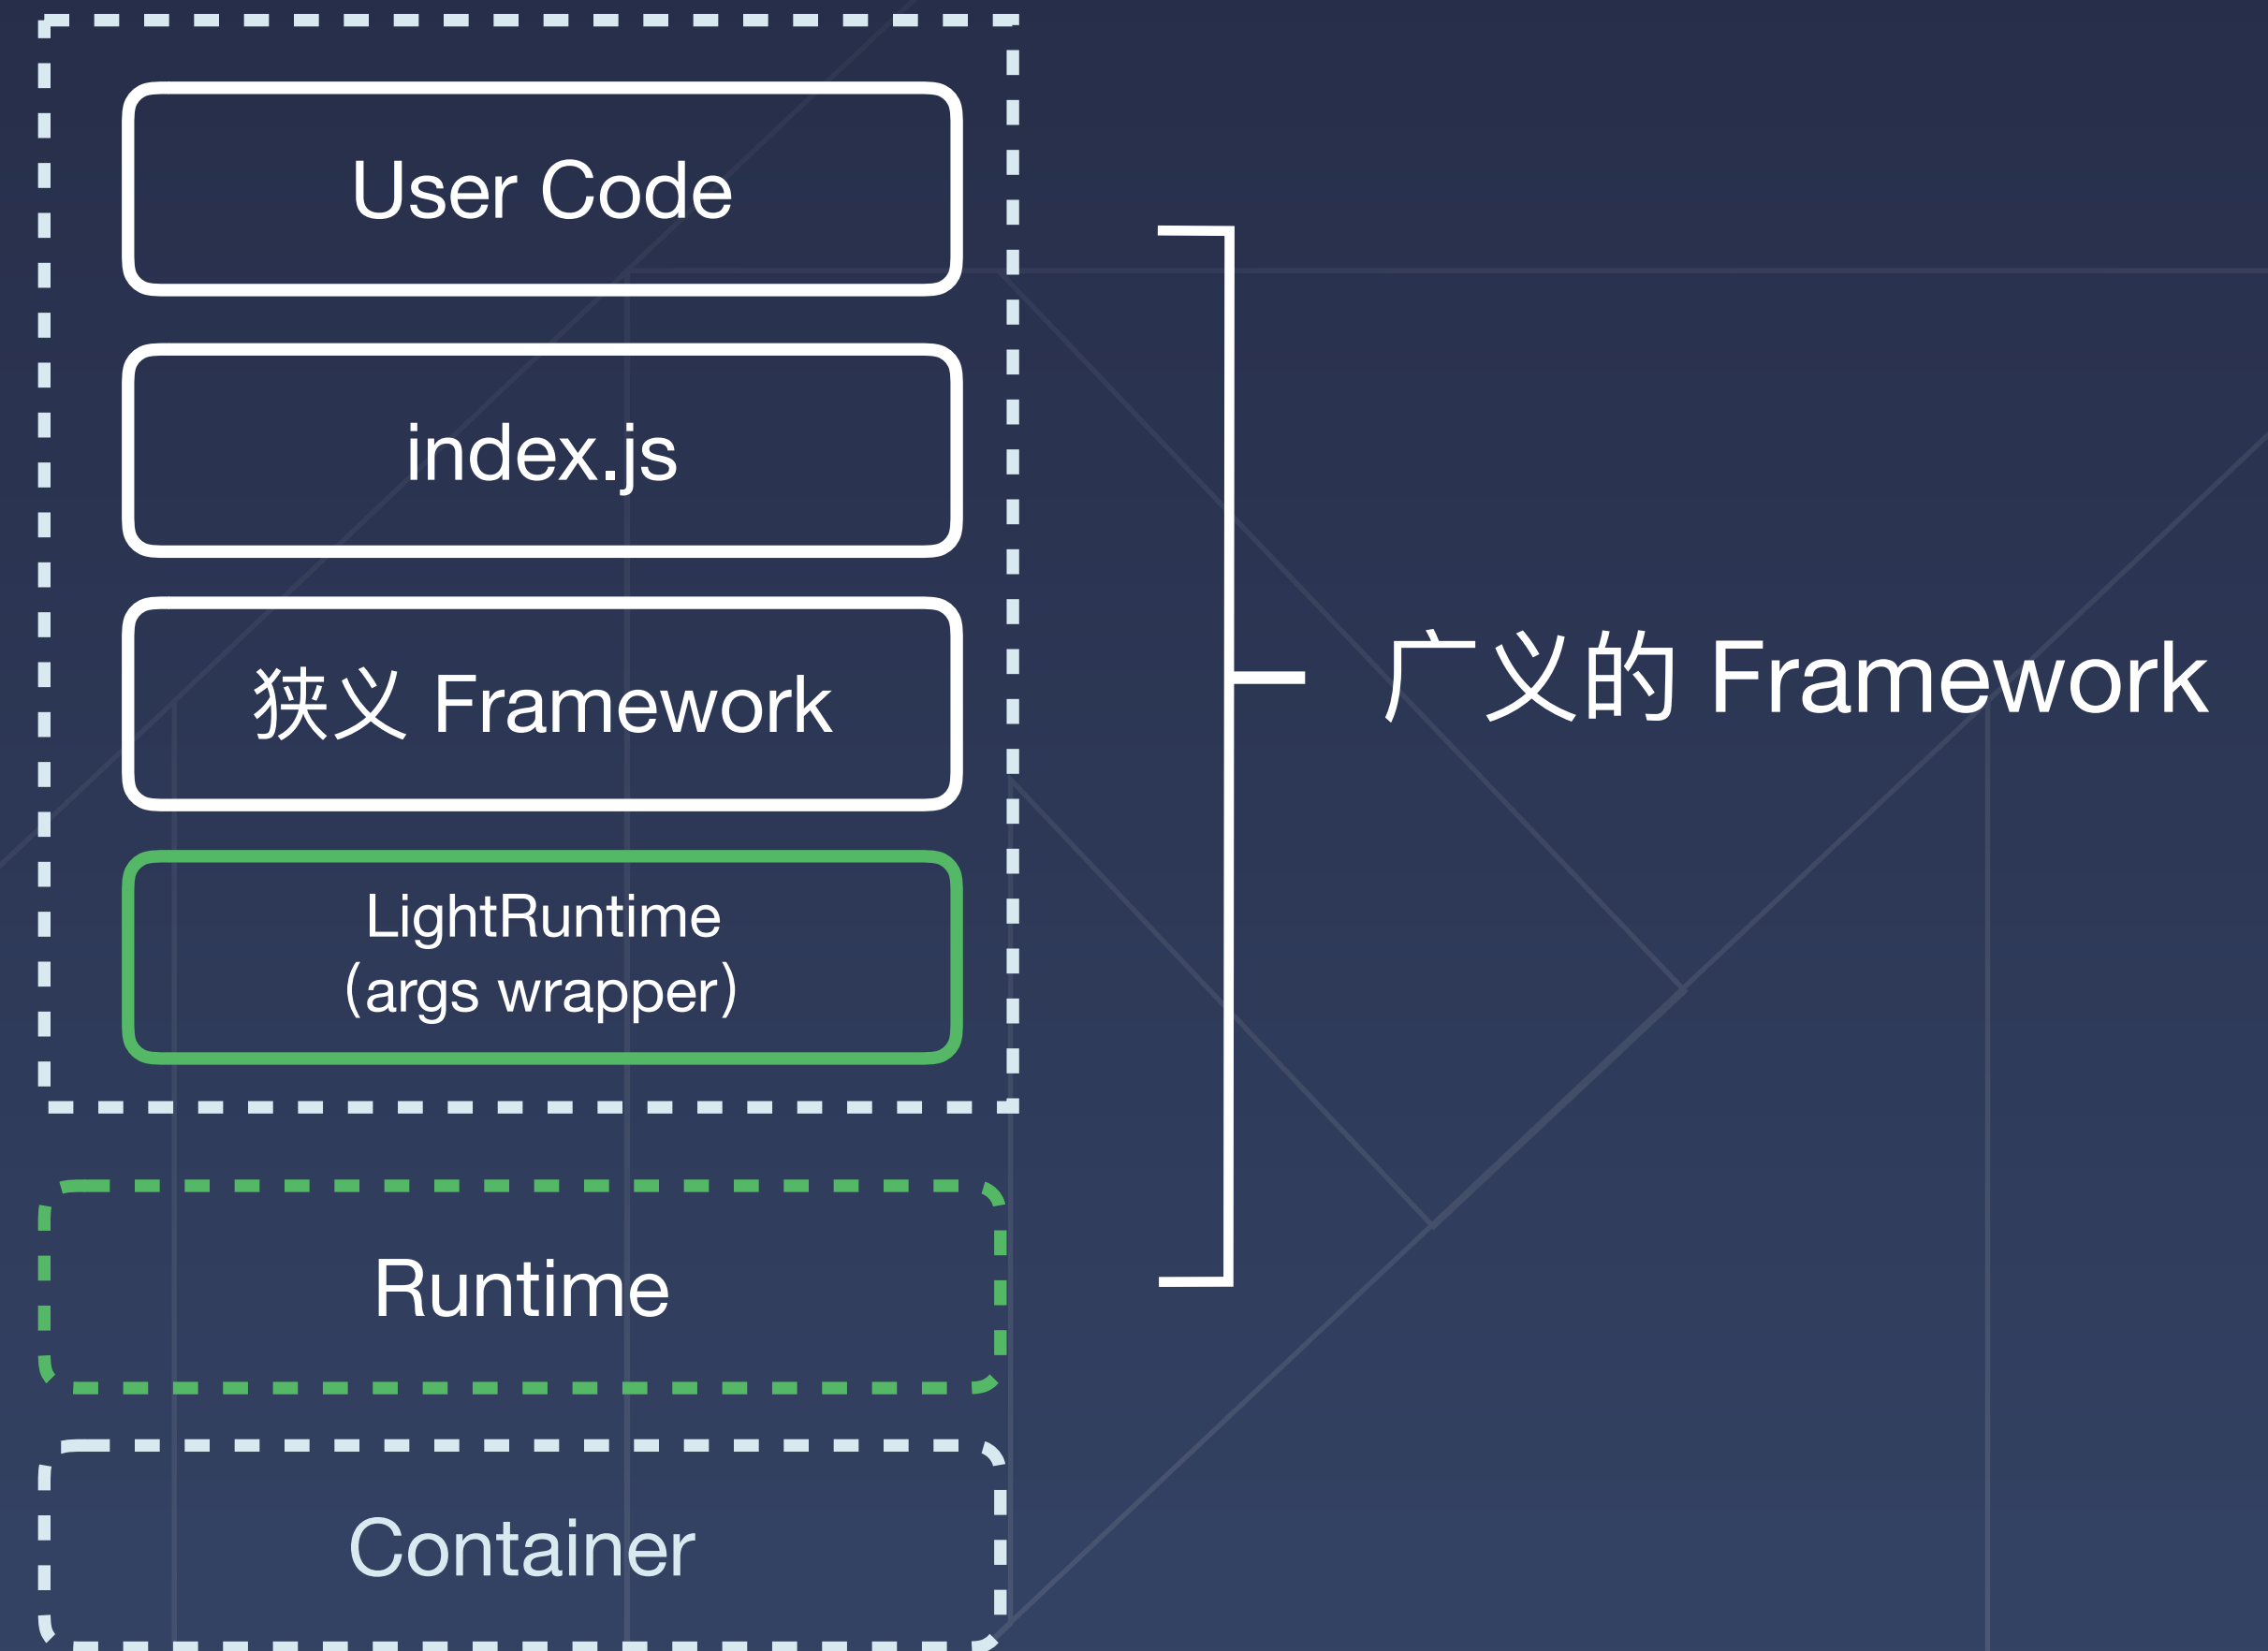 User Code
index.js
狭义 Framework
LightRuntime
(args wrapper)
广义的 Framework
Runtime
Container